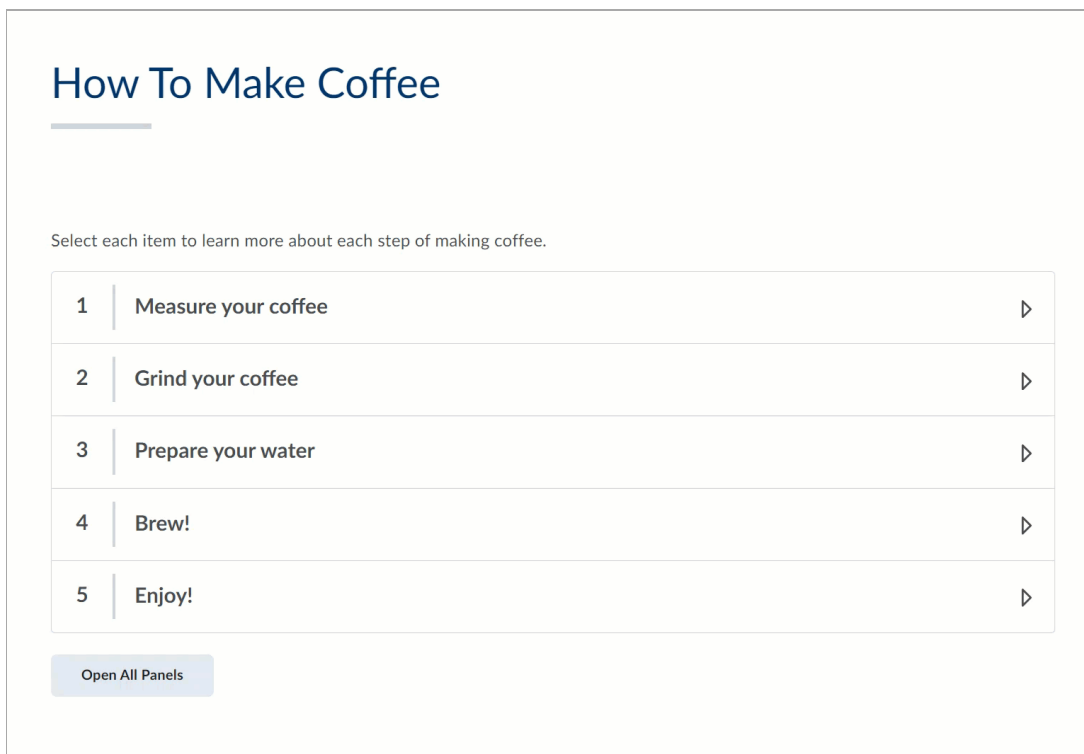 How To Make Coffee
Select each item to learn more about each step of making coffee.
1 Measure your coffee
2 Grind your coffee
3 Prepare your water
4 Brew!
5 Enjoy!
Open All Panels